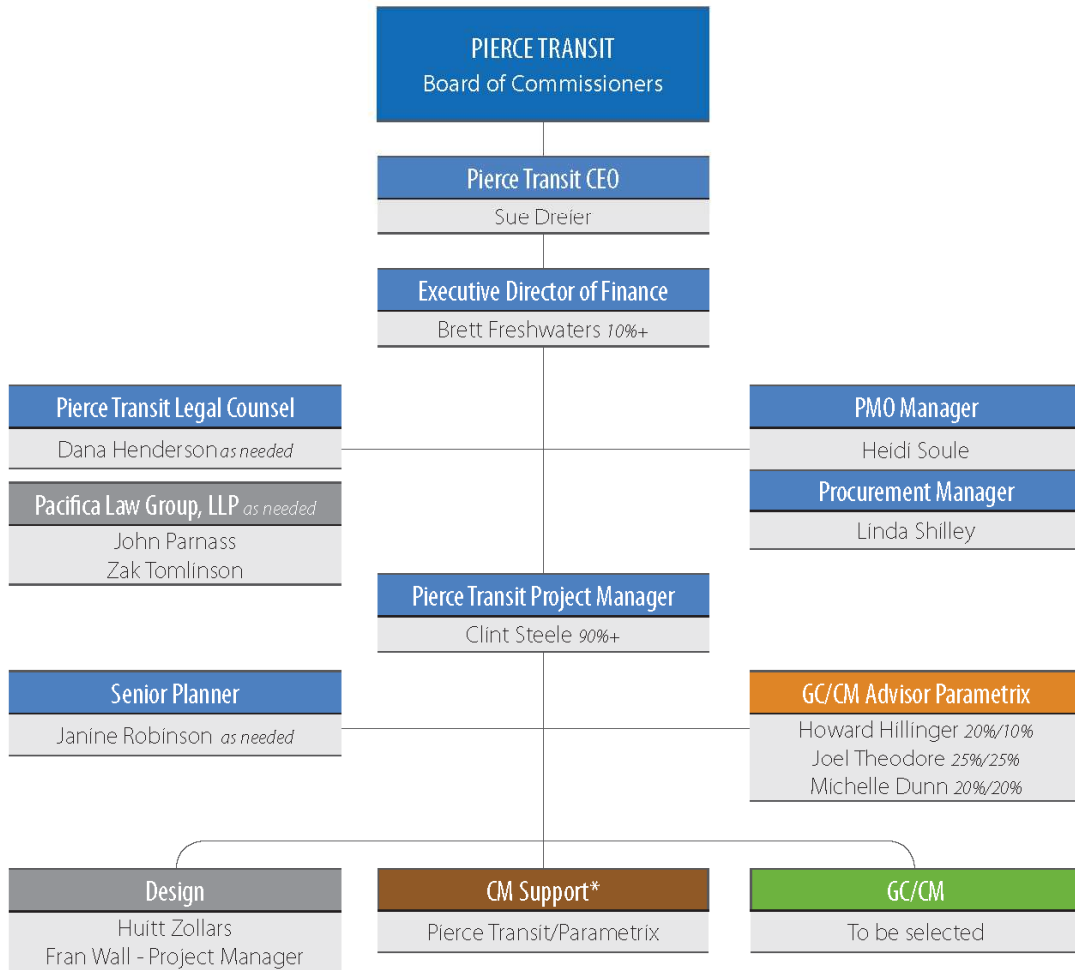 PIERCE TRANSIT
Board of Commissioners
Pierce Transit CEO
Sue Dreier
Executive Director of Finance
Brett Freshwaters 10%+
Pierce Transit Legal Counsel
Dana Henderson as needed
Pacifica Law Group, LLP as needed
John Parnass
Zak Tomlinson
PMO Manager
Heidi Soule
Procurement Manager
Linda Shilley
Pierce Transit Project Manager
Clint Steele 90%+
Senior Planner
Janine Robinson as needed
GC/CM Advisor Parametrix
Howard Hillinger 20%/10%
Joel Theodore 25%/25%
Michelle Dunn 20%/20%
Design
Huitt Zollars
Fran Wall - Project Manager
CM Support*
Pierce Transit/Parametrix
GC/CM
To be selected